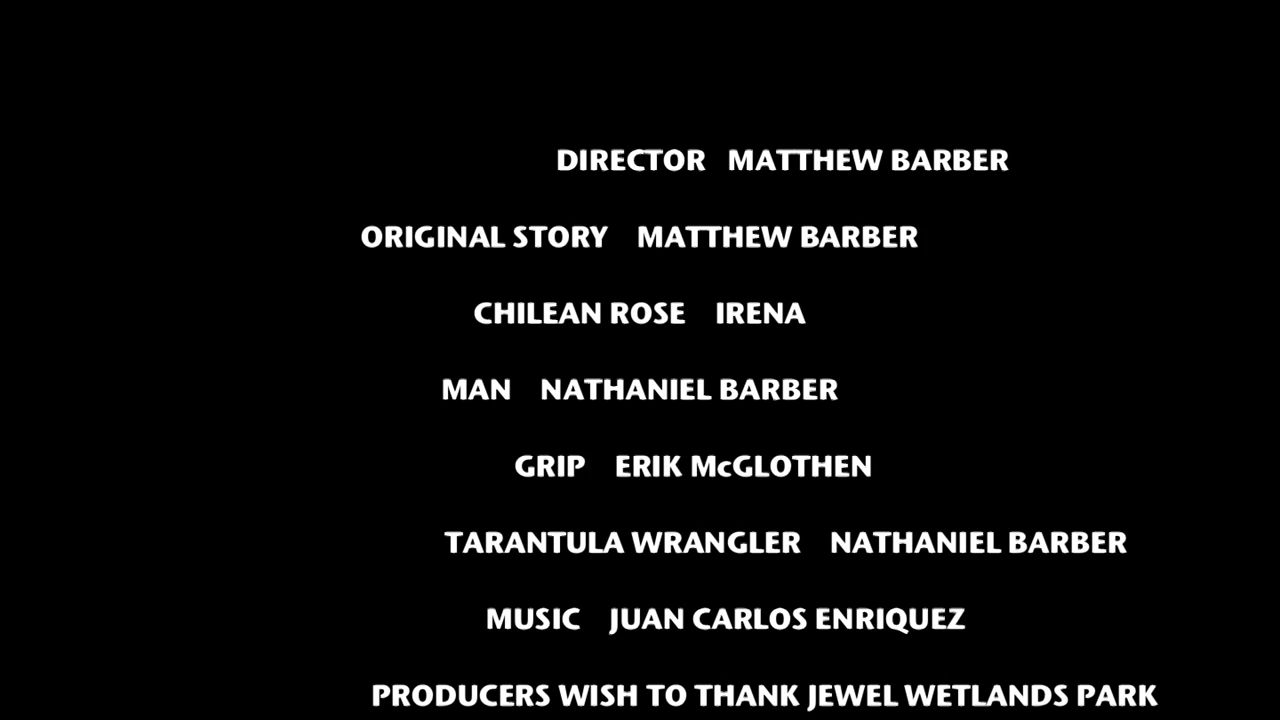 DIRECTOR MATTHEW BARBER
ORIGINAL STORY MATTHEW BARBER
CHILEAN ROSE IRENA
MAN NATHANIEL BARBER
GRIP ERIK McGLOTHEN
TARANTULA WRANGLER NATHANIEL BARBER
MUSIC JUAN CARLOS ENRIQUEZ
PRODUCERS WISH TO THANK JEWEL WETLANDS PARK